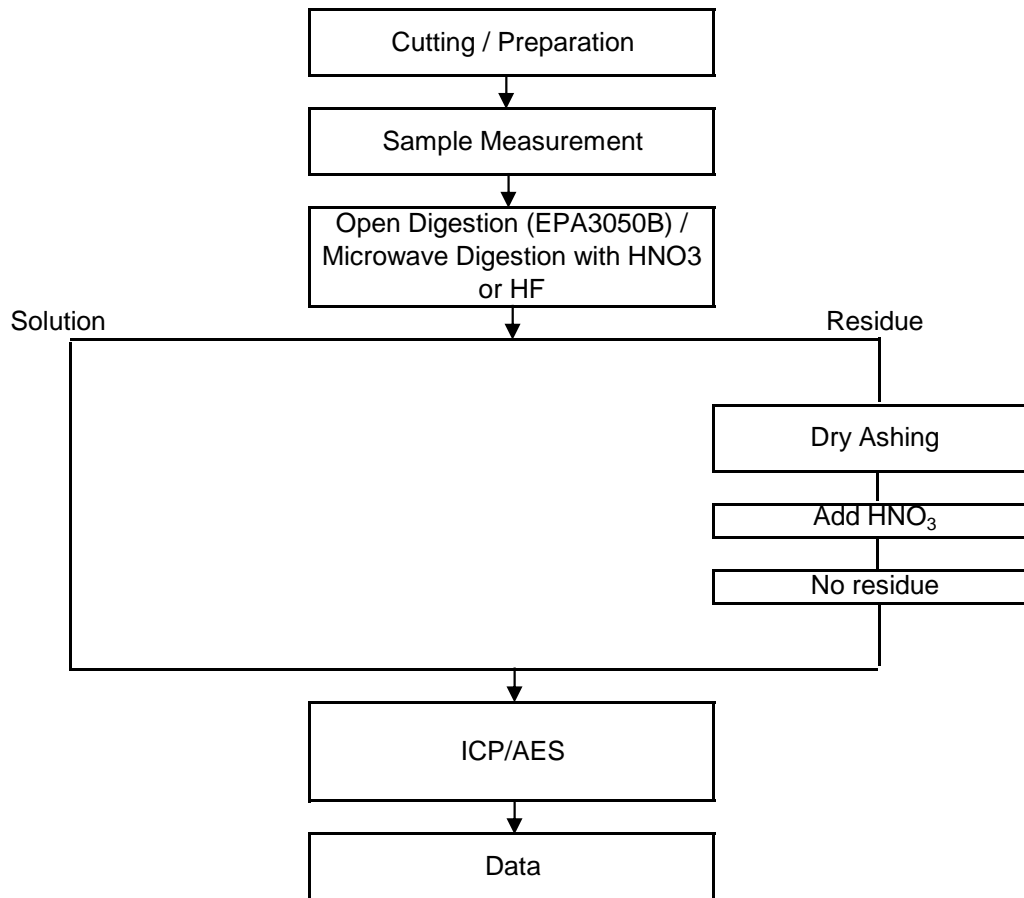 Cutting / Preparation
Sample Measurement
Open Digestion (EPA3050B) /
Microwave Digestion with HNO3
or HF
Solution
Residue
Dry Ashing
Add HNO₃
No residue
ICP/AES
Data